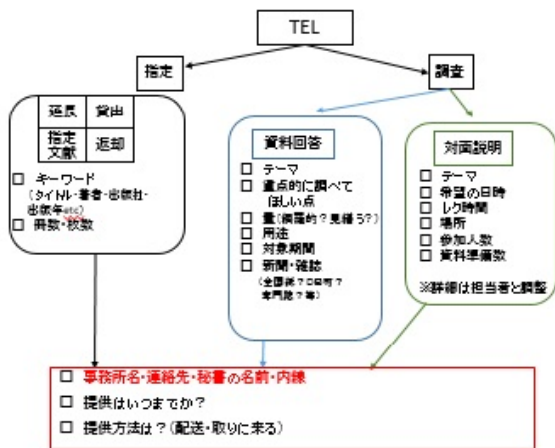 TEL
指定
調査
延長
貸出
指定
文献
返却
□ キーワード
(タイトル・著者・出版社・
出版年etc)
□ 冊数・枚数
資料回答
□ テーマ
□ 重点的に調べて
ほしい点
□ 量(網羅的?見繕う?)
□ 用途
□ 対象期間
□ 新聞・雑誌
(全国紙?
専門誌?等)
対面説明
□ テーマ
□ 希望の日時
□ レク時間
□ 場所
□ 参加人数
□ 資料準備数
※詳細は担当者と調整
□ 事務所名・連絡先・秘書の名前・内線
□ 提供はいつまでか?
□ 提供方法は?(配送・取りに来る)